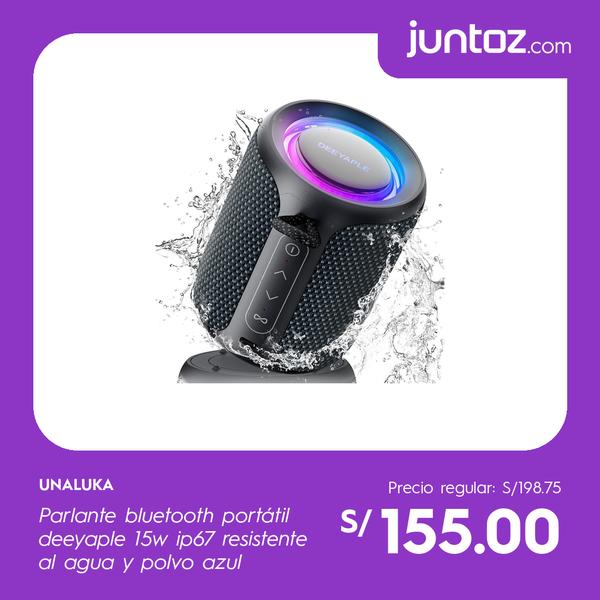 juntoz.com
DEEYAPLE
UNALUKA
Parlante bluetooth portátil
deeyaple 15w ip67 resistente
al agua y polvo azul
Precio regular: S/198.75
S/155.00